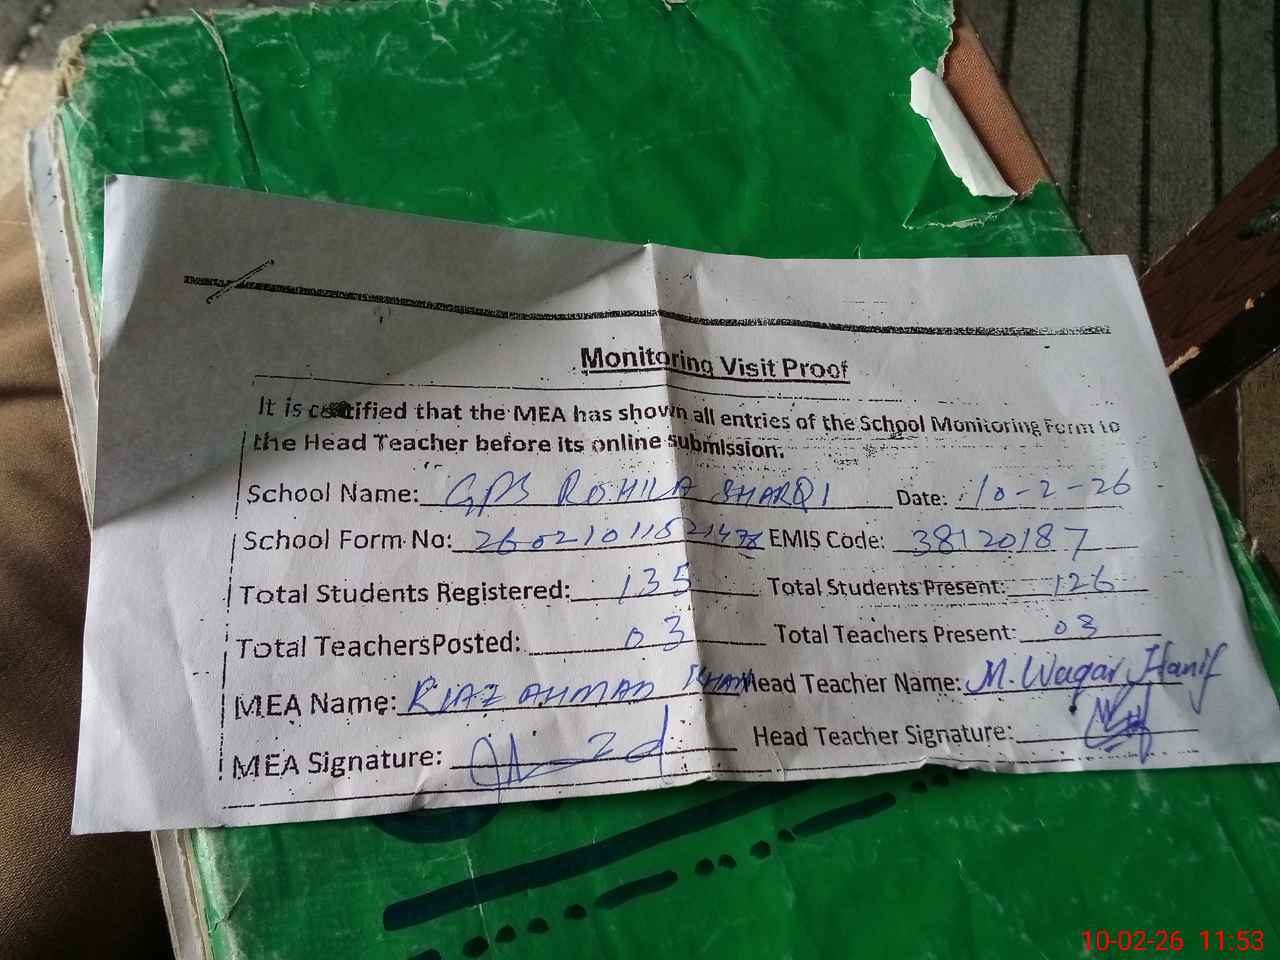 Monitoring Visit Proof
It is certified that the MEA has shown all entries of the School Monitoring Form to
the Head Teacher before its online submission.
School Name: GPS ROHILA SHARQI Date: 10-2-26
School Form No: EMIS Code: 38120187
Total Students Registered: 135 Total Students Present: 126
Total TeachersPosted: 03 Total Teachers Present: 03
MEA Name: RIAZ AHMAD KHAN Head Teacher Name: M. Waqar Hanif
MEA Signature: Head Teacher Signature:
10-02-26 11:53